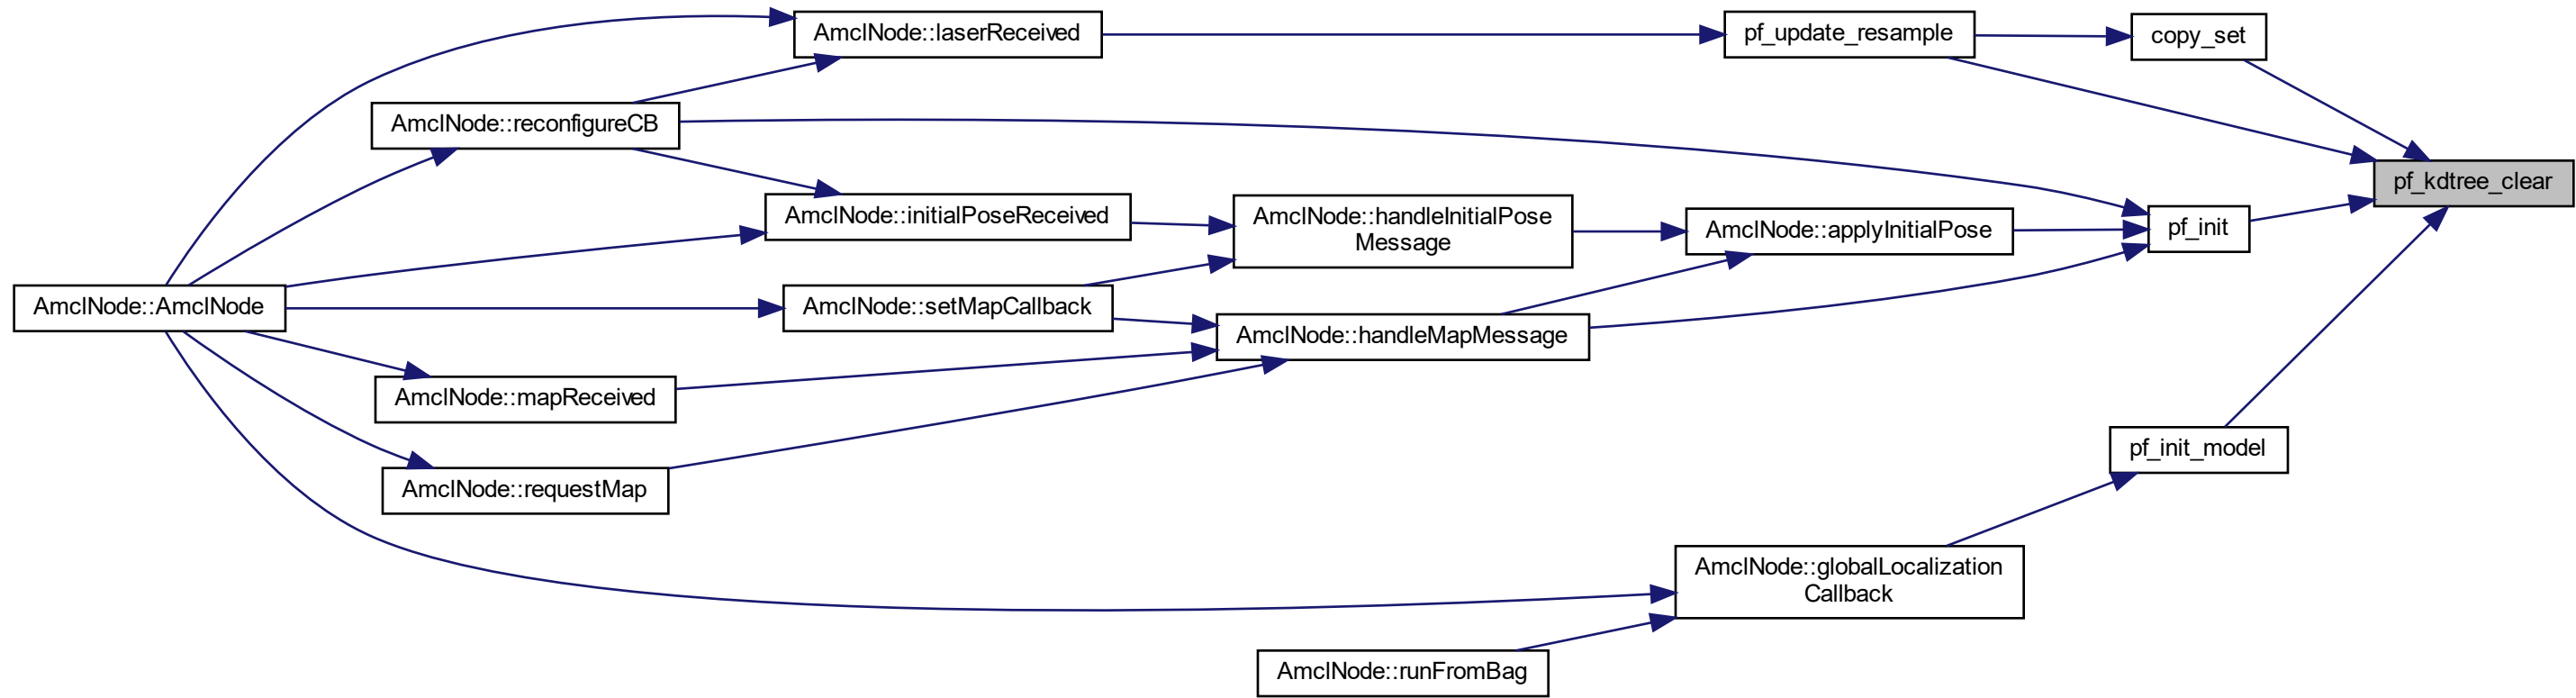 AmclNode::laserReceived
pf_update_resample
copy_set
AmclNode::reconfigureCB
pf_kdtree_clear
AmclNode::initialPoseReceived
AmclNode::handleInitialPose
Message
AmclNode::applyInitialPose
pf_init
AmclNode::AmclNode
AmclNode::setMapCallback
AmclNode::handleMapMessage
AmclNode::mapReceived
pf_init_model
AmclNode::requestMap
AmclNode::globalLocalization
Callback
AmclNode::runFromBag